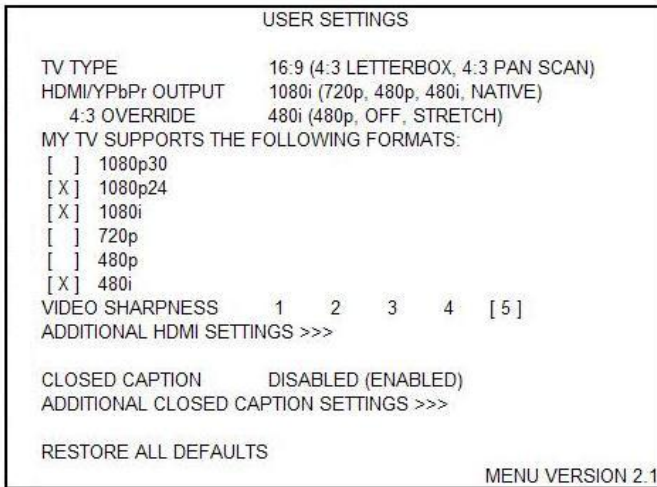 USER SETTINGS
TV TYPE 16:9 (4:3 LETTERBOX, 4:3 PAN SCAN)
HDMI/YPbPr OUTPUT 1080i (720p, 480p, 480i, NATIVE)
4:3 OVERRIDE 480i (480p, OFF, STRETCH)
MY TV SUPPORTS THE FOLLOWING FORMATS:
[ ] 1080p30
[ X ] 1080p24
[ X ] 1080i
[ ] 720p
[ ] 480p
[ X ] 480i
VIDEO SHARPNESS 1 2 3 4 [ 5 ]
ADDITIONAL HDMI SETTINGS >>>
CLOSED CAPTION DISABLED (ENABLED)
ADDITIONAL CLOSED CAPTION SETTINGS >>>
RESTORE ALL DEFAULTS
MENU VERSION 2.1